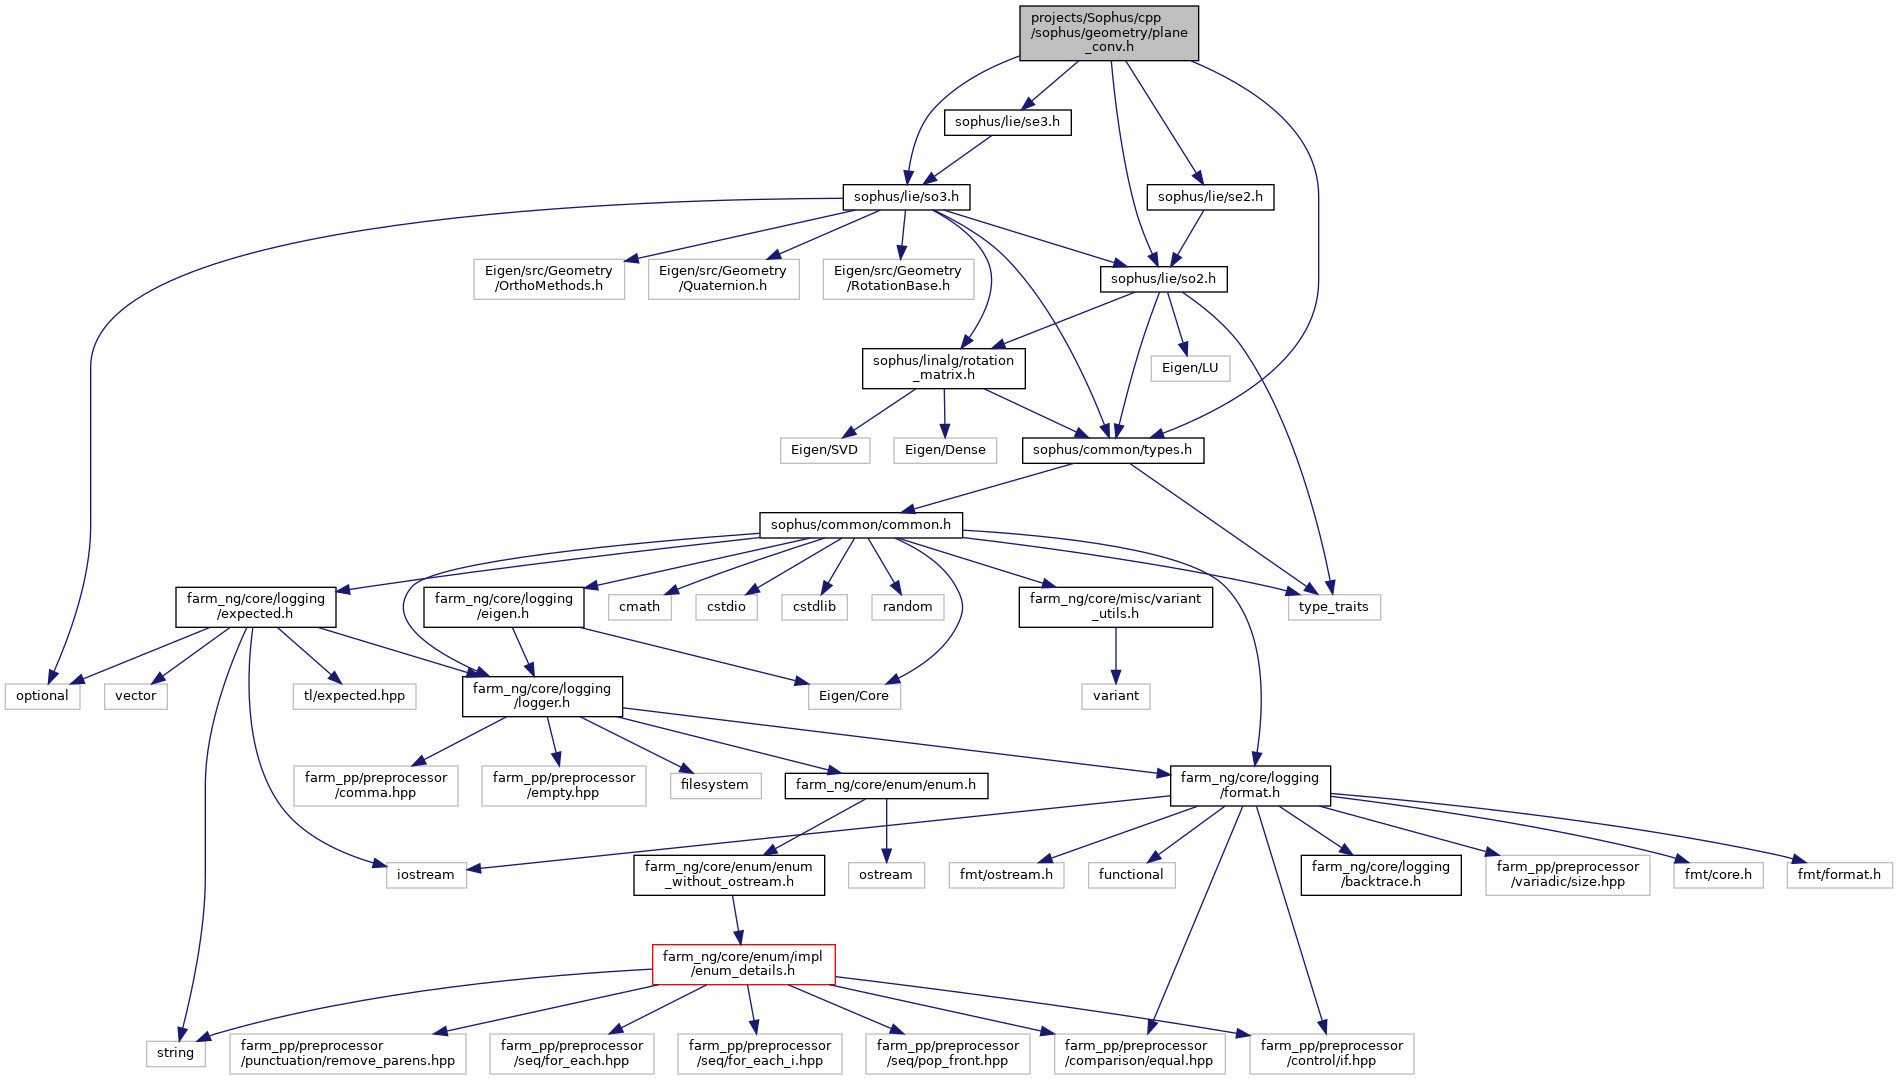 projects/Sophus/cpp
/sophus/geometry/plane
_conv.h
sophus/lie/se3.h
sophus/lie/so3.h
sophus/lie/se2.h
Eigen/src/Geometry
/OrthoMethods.h
Eigen/src/Geometry
/Quaternion.h
Eigen/src/Geometry
/RotationBase.h
sophus/lie/so2.h
sophus/linalg/rotation
_matrix.h
Eigen/LU
Eigen/SVD
Eigen/Dense
sophus/common/types.h
sophus/common/common.h
farm_ng/core/logging
/expected.h
farm_ng/core/logging
/eigen.h
cmath
cstdio
cstdlib
random
farm_ng/core/misc/variant
_utils.h
type_traits
optional
vector
tl/expected.hpp
farm_ng/core/logging
/logger.h
Eigen/Core
variant
farm_pp/preprocessor
/comma.hpp
farm_pp/preprocessor
/empty.hpp
filesystem
farm_ng/core/enum/enum.h
farm_ng/core/logging
/format.h
iostream
farm_ng/core/enum/enum
_without_ostream.h
ostream
fmt/ostream.h
functional
farm_ng/core/logging
/backtrace.h
farm_pp/preprocessor
/variadic/size.hpp
fmt/core.h
fmt/format.h
farm_ng/core/enum/impl
/enum_details.h
string
farm_pp/preprocessor
/punctuation/remove_parens.hpp
farm_pp/preprocessor
/seq/for_each.hpp
farm_pp/preprocessor
/seq/for_each_i.hpp
farm_pp/preprocessor
/seq/pop_front.hpp
farm_pp/preprocessor
/comparison/equal.hpp
farm_pp/preprocessor
/control/if.hpp